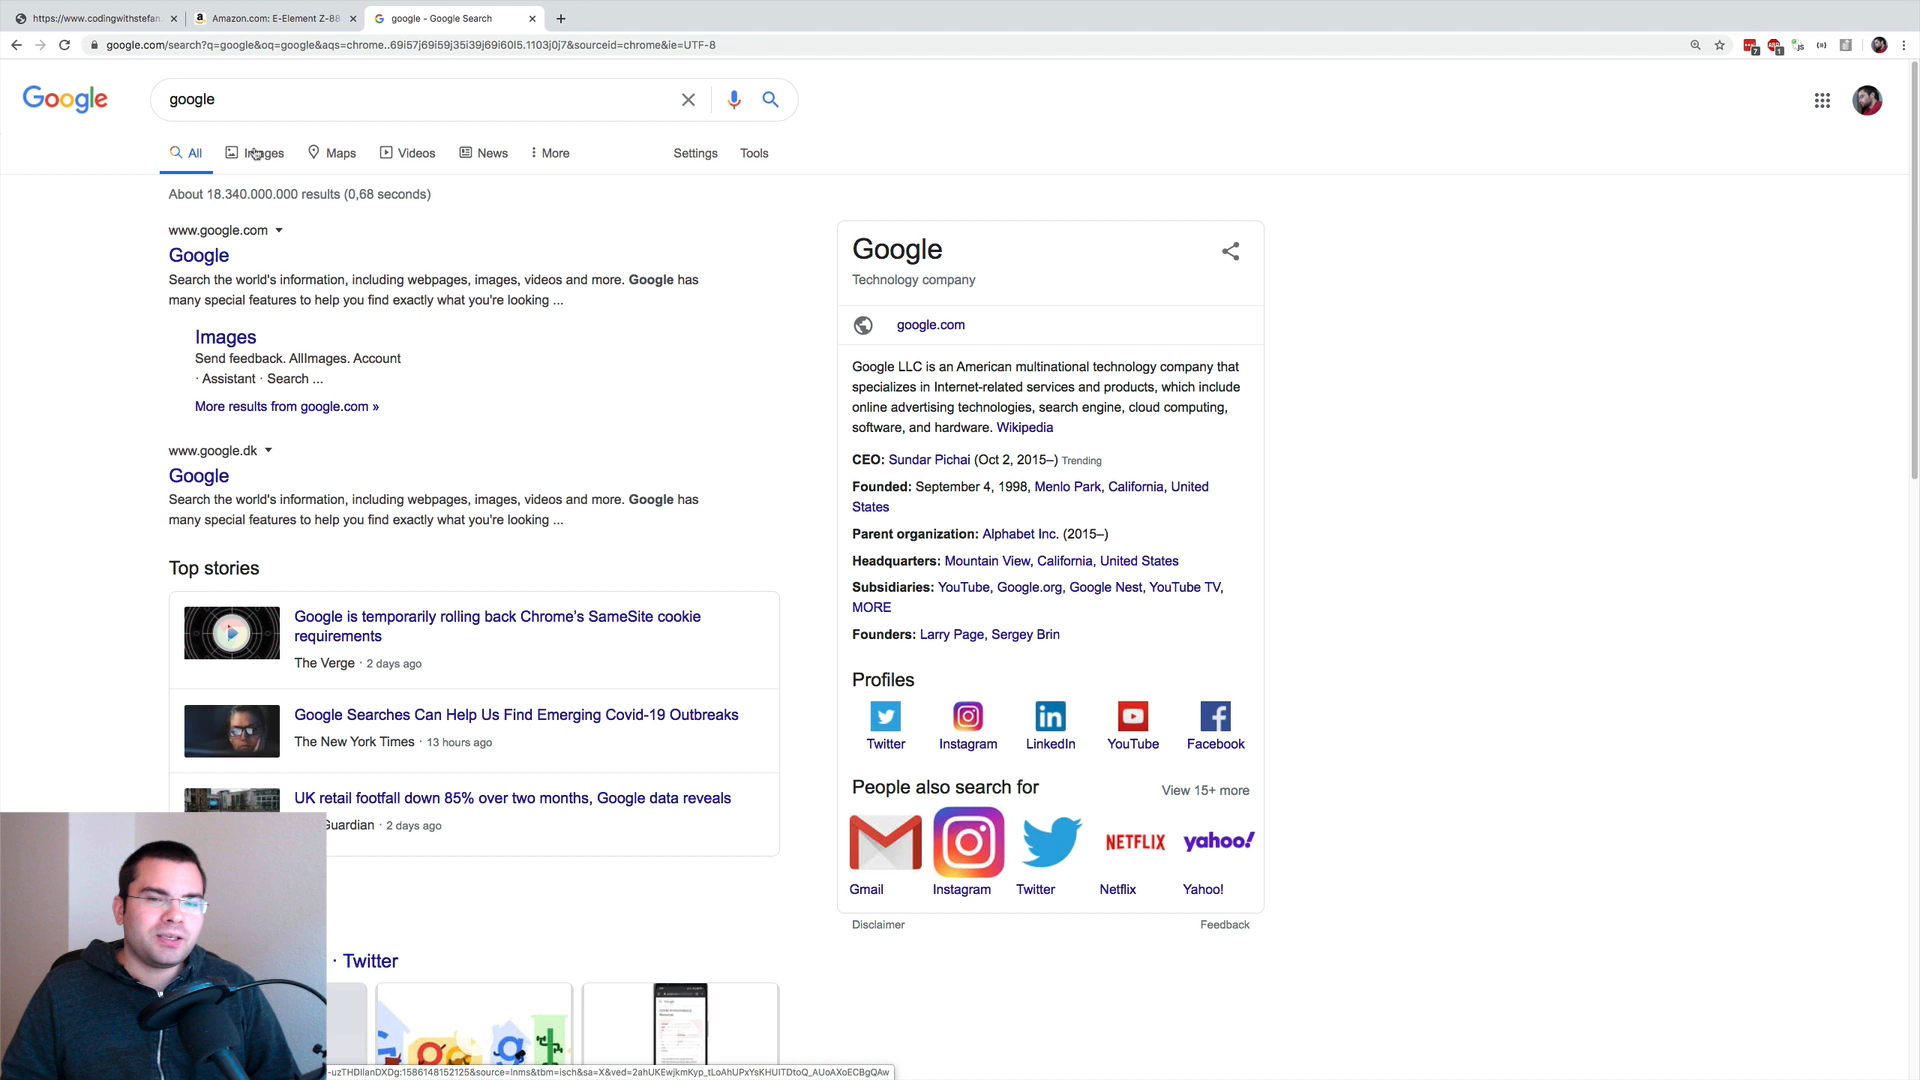 https://www.codingwithstefan.
Amazon.com: E-Element Z-88
google - Google Search
google.com/search?q=google&oq=google&aqs=chrome..69i57j69i59j35i39j69i60l5.1103j0j7&sourceid=chrome&ie=UTF-8
Google
google
All
Images
Maps
Videos
News
More
Settings
Tools
About 18.340.000.000 results (0,68 seconds)
www.google.com
Google
Search the world's information, including webpages, images, videos and more. Google has
many special features to help you find exactly what you're looking ...
Images
Send feedback. AllImages. Account
· Assistant · Search ...
More results from google.com »
www.google.dk
Google
Search the world's information, including webpages, images, videos and more. Google has
many special features to help you find exactly what you're looking ...
Top stories
Google is temporarily rolling back Chrome's SameSite cookie
requirements
The Verge · 2 days ago
Google Searches Can Help Us Find Emerging Covid-19 Outbreaks
The New York Times · 13 hours ago
UK retail footfall down 85% over two months, Google data reveals
Guardian · 2 days ago
· Twitter
Google
Technology company
google.com
Google LLC is an American multinational technology company that
specializes in Internet-related services and products, which include
online advertising technologies, search engine, cloud computing,
software, and hardware. Wikipedia
CEO: Sundar Pichai (Oct 2, 2015–) Trending
Founded: September 4, 1998, Menlo Park, California, United
States
Parent organization: Alphabet Inc. (2015–)
Headquarters: Mountain View, California, United States
Subsidiaries: YouTube, Google.org, Google Nest, YouTube TV,
MORE
Founders: Larry Page, Sergey Brin
Profiles
Twitter
Instagram
LinkedIn
YouTube
Facebook
People also search for
View 15+ more
NETFLIX
yahoo!
Gmail
Instagram
Twitter
Netflix
Yahoo!
Disclaimer
Feedback